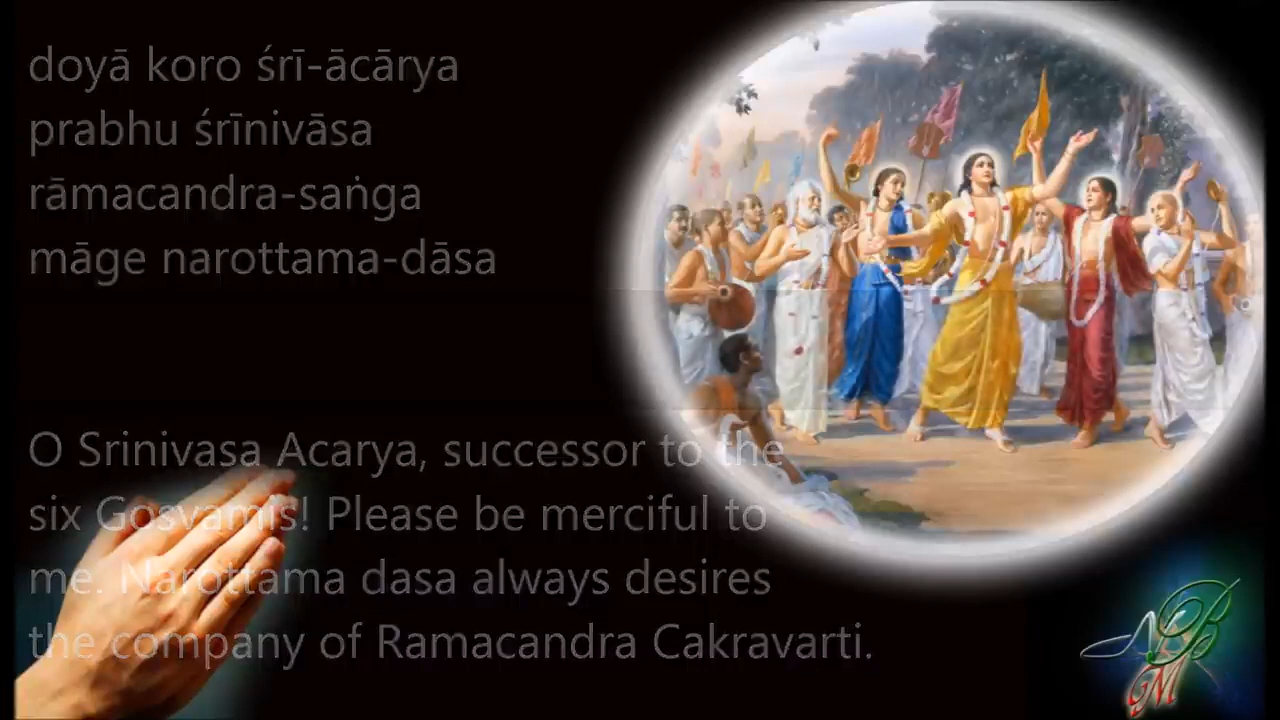 doyā koro śrī-ācārya
prabhu śrīnivāsa
rāmacandra-saṅga
māge narottama-dāsa
O Srinivasa Acarya, successor to the
six Gosvamis! Please be merciful to
me. Narottama dasa always desires
the company of Ramacandra Cakravarti.